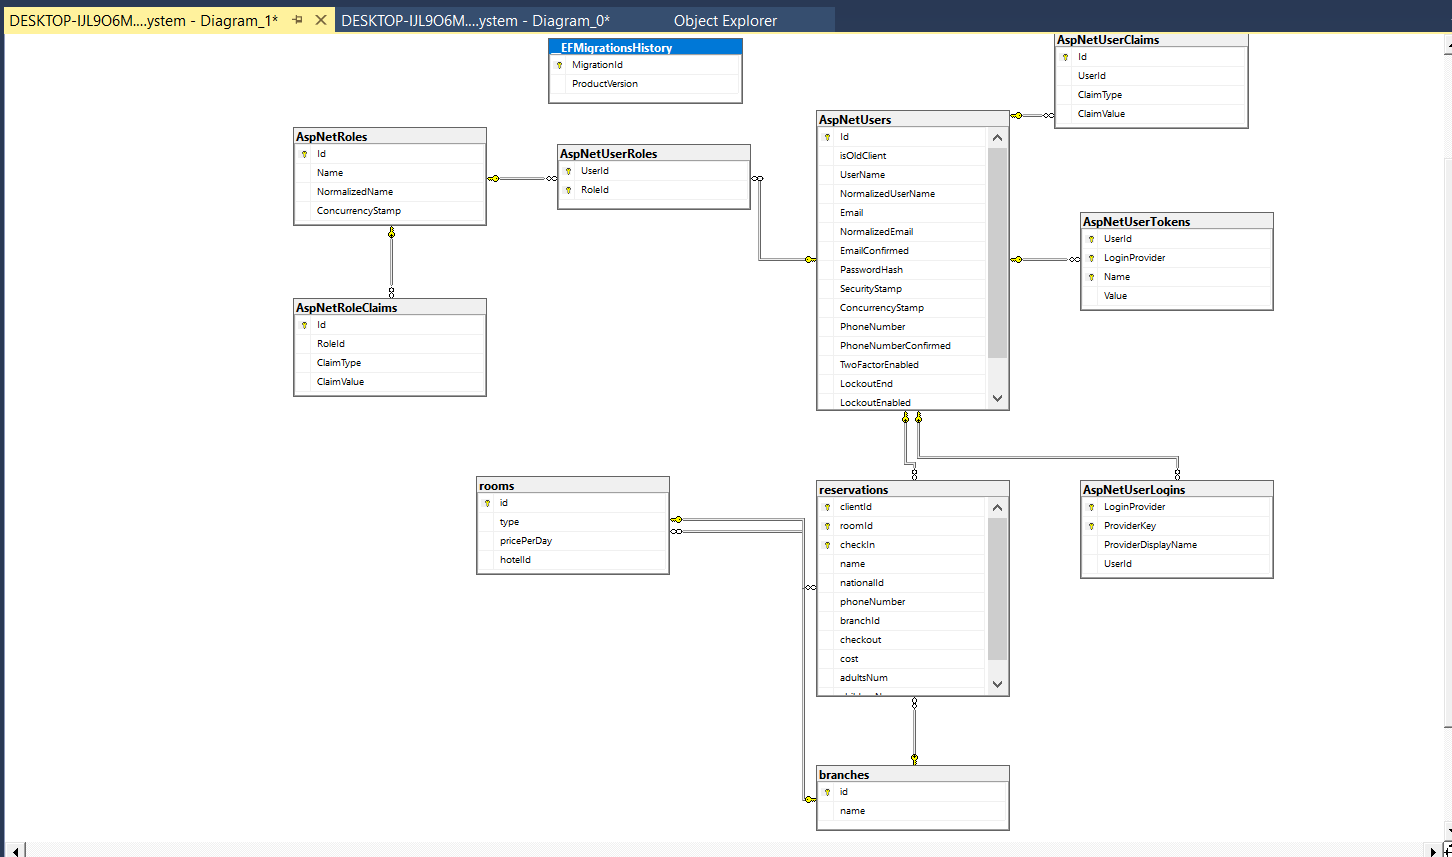 DESKTOP-IJL9O6M....ystem - Diagram_1*
DESKTOP-IJL9O6M....ystem - Diagram_0*
Object Explorer
__EFMigrationsHistory
MigrationId
ProductVersion
AspNetUserClaims
Id
UserId
ClaimType
ClaimValue
AspNetRoles
Id
Name
NormalizedName
ConcurrencyStamp
AspNetUserRoles
UserId
RoleId
AspNetUsers
Id
isOldClient
UserName
NormalizedUserName
Email
NormalizedEmail
EmailConfirmed
PasswordHash
SecurityStamp
ConcurrencyStamp
PhoneNumber
PhoneNumberConfirmed
TwoFactorEnabled
LockoutEnd
LockoutEnabled
AspNetUserTokens
UserId
LoginProvider
Name
Value
AspNetRoleClaims
Id
RoleId
ClaimType
ClaimValue
rooms
id
type
pricePerDay
hotelId
reservations
clientId
roomId
checkIn
name
nationalId
phoneNumber
branchId
checkout
cost
adultsNum
AspNetUserLogins
LoginProvider
ProviderKey
ProviderDisplayName
UserId
branches
id
name